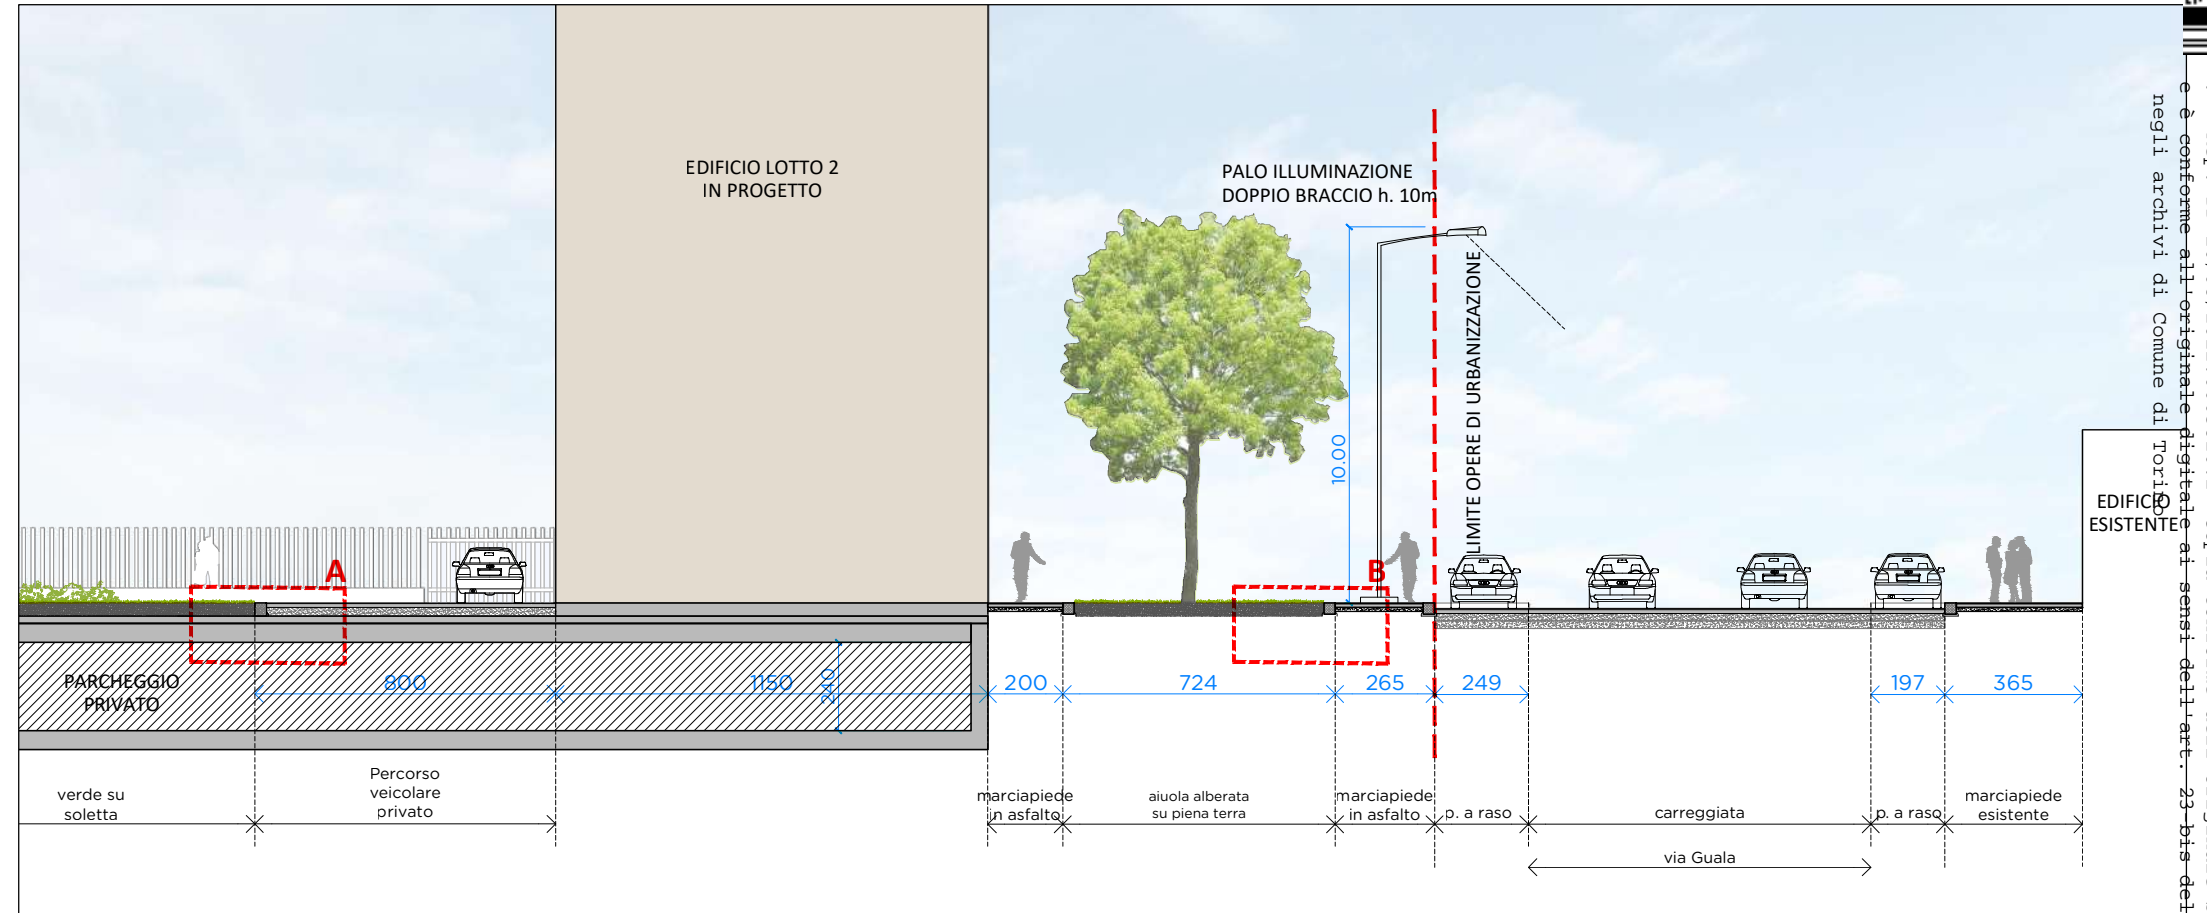 EDIFICIO LOTTO 2
IN PROGETTO
PALO ILLUMINAZIONE
DOPPIO BRACCIO h. 10m
10.00
LIMITE OPERE DI URBANIZZAZIONE
A
B
EDIFICIO
ESISTENTE
PARCHEGGIO
PRIVATO
800
1150
240
200
724
265
249
197
365
verde su
soletta
Percorso
veicolare
privato
marciapiede
in asfalto
aiuola alberata
su piena terra
marciapiede
in asfalto
p. a raso
carreggiata
p. a raso
marciapiede
esistente
via Guala
e è conforme all'originale digitale ai sensi dell'art. 23-bis del
negli archivi di Comune di Torino